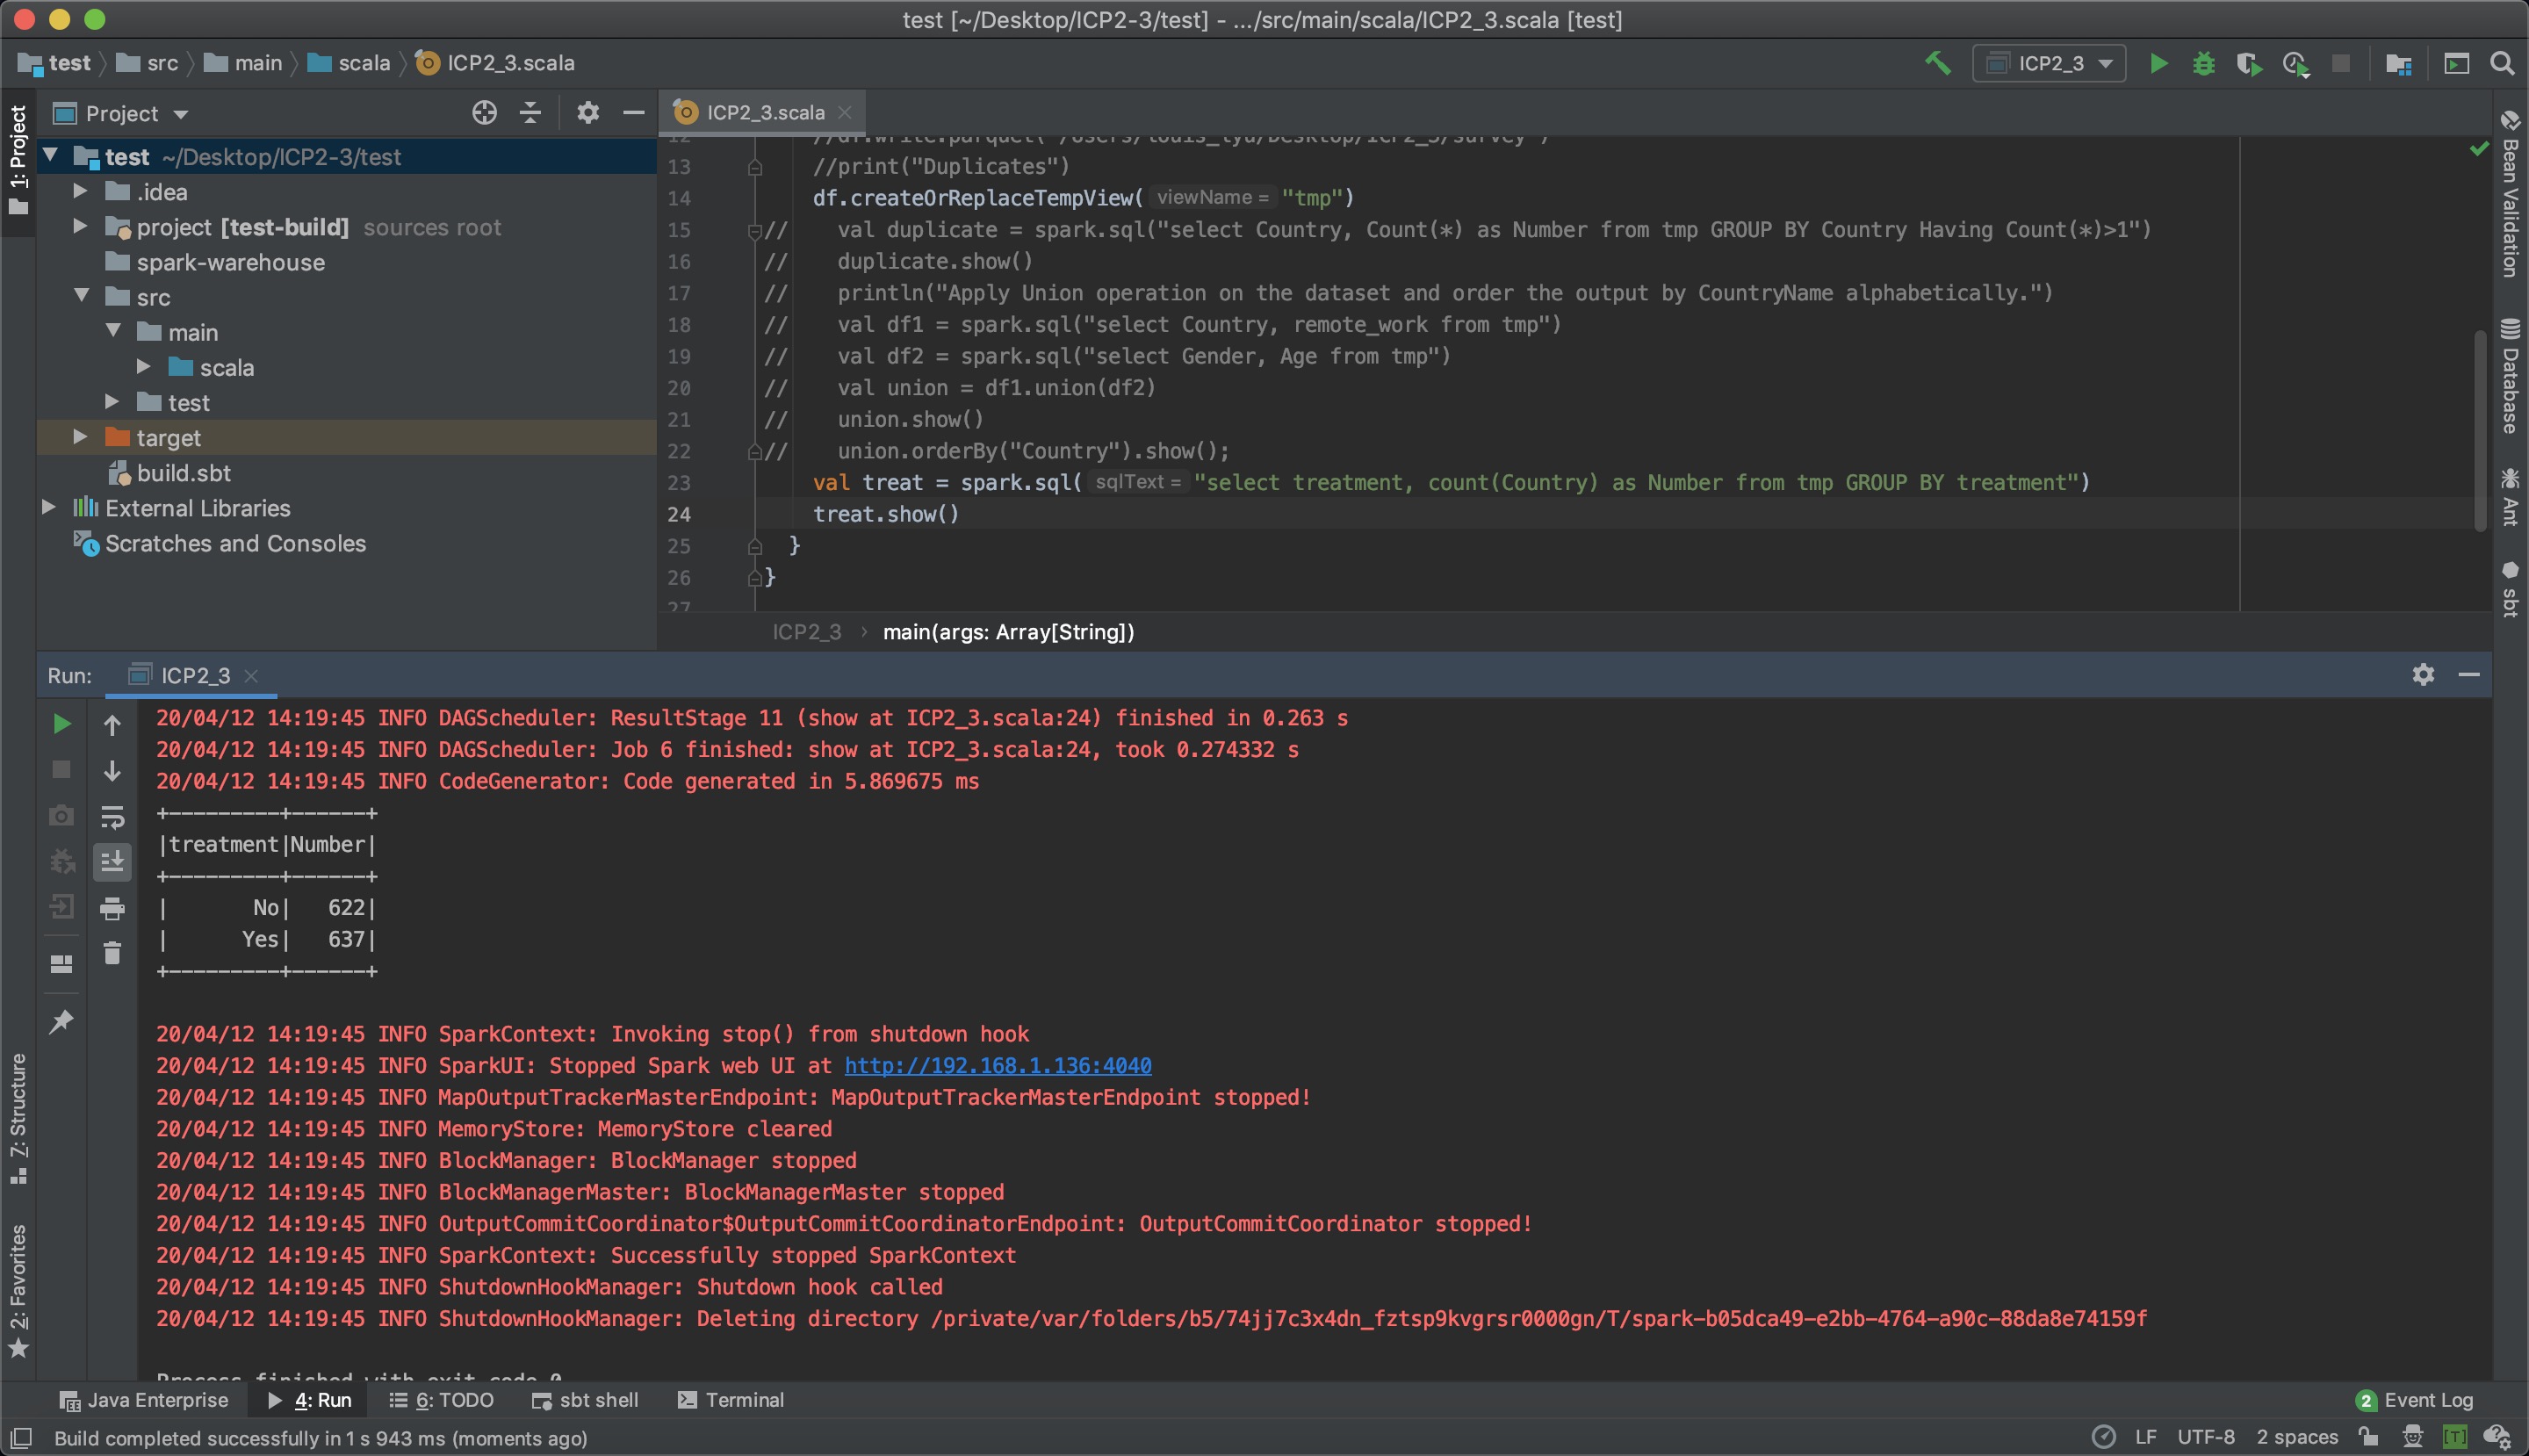 test [~/Desktop/ICP2-3/test] - .../src/main/scala/ICP2_3.scala [test]
test src main scala ICP2_3.scala
ICP2_3
Project
ICP2_3.scala
1: Project
test ~/Desktop/ICP2-3/test
.idea
project [test-build] sources root
spark-warehouse
src
main
scala
test
target
build.sbt
External Libraries
Scratches and Consoles
12 //df.write.parquet("/Users/louis_lyu/Desktop/ICP2_3/survey")
13 //print("Duplicates")
14 df.createOrReplaceTempView( viewName = "tmp")
15 // val duplicate = spark.sql("select Country, Count(*) as Number from tmp GROUP BY Country Having Count(*)>1")
16 // duplicate.show()
17 // println("Apply Union operation on the dataset and order the output by CountryName alphabetically.")
18 // val df1 = spark.sql("select Country, remote_work from tmp")
19 // val df2 = spark.sql("select Gender, Age from tmp")
20 // val union = df1.union(df2)
21 // union.show()
22 // union.orderBy("Country").show();
23 val treat = spark.sql( sqlText = "select treatment, count(Country) as Number from tmp GROUP BY treatment")
24 treat.show()
25 }
26 }
27
ICP2_3 › main(args: Array[String])
Bean Validation
Database
Ant
sbt
Run: ICP2_3
20/04/12 14:19:45 INFO DAGScheduler: ResultStage 11 (show at ICP2_3.scala:24) finished in 0.263 s
20/04/12 14:19:45 INFO DAGScheduler: Job 6 finished: show at ICP2_3.scala:24, took 0.274332 s
20/04/12 14:19:45 INFO CodeGenerator: Code generated in 5.869675 ms
+---------+------+
|treatment|Number|
+---------+------+
|       No|   622|
|      Yes|   637|
+---------+------+
20/04/12 14:19:45 INFO SparkContext: Invoking stop() from shutdown hook
20/04/12 14:19:45 INFO SparkUI: Stopped Spark web UI at http://192.168.1.136:4040
20/04/12 14:19:45 INFO MapOutputTrackerMasterEndpoint: MapOutputTrackerMasterEndpoint stopped!
20/04/12 14:19:45 INFO MemoryStore: MemoryStore cleared
20/04/12 14:19:45 INFO BlockManager: BlockManager stopped
20/04/12 14:19:45 INFO BlockManagerMaster: BlockManagerMaster stopped
20/04/12 14:19:45 INFO OutputCommitCoordinator$OutputCommitCoordinatorEndpoint: OutputCommitCoordinator stopped!
20/04/12 14:19:45 INFO SparkContext: Successfully stopped SparkContext
20/04/12 14:19:45 INFO ShutdownHookManager: Shutdown hook called
20/04/12 14:19:45 INFO ShutdownHookManager: Deleting directory /private/var/folders/b5/74jj7c3x4dn_fztsp9kvgrsr0000gn/T/spark-b05dca49-e2bb-4764-a90c-88da8e74159f
Process finished with exit code 0
7: Structure
2: Favorites
Java Enterprise 4: Run 6: TODO sbt shell Terminal 2 Event Log
Build completed successfully in 1 s 943 ms (moments ago) LF UTF-8 2 spaces [T]